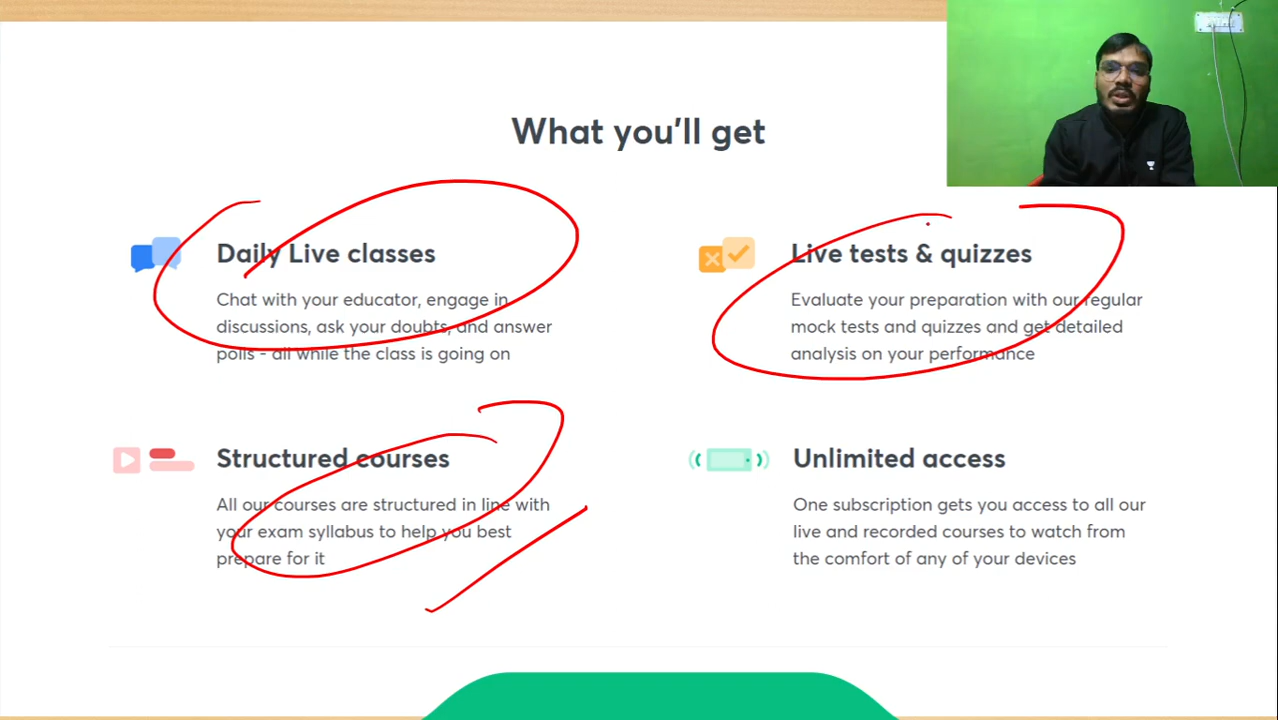 What you'll get
Daily Live classes
Chat with your educator, engage in
discussions, ask your doubts, and answer
polls - all while the class is going on
Live tests & quizzes
Evaluate your preparation with our regular
mock tests and quizzes and get detailed
analysis on your performance
Structured courses
All our courses are structured in line with
your exam syllabus to help you best
prepare for it
Unlimited access
One subscription gets you access to all our
live and recorded courses to watch from
the comfort of any of your devices